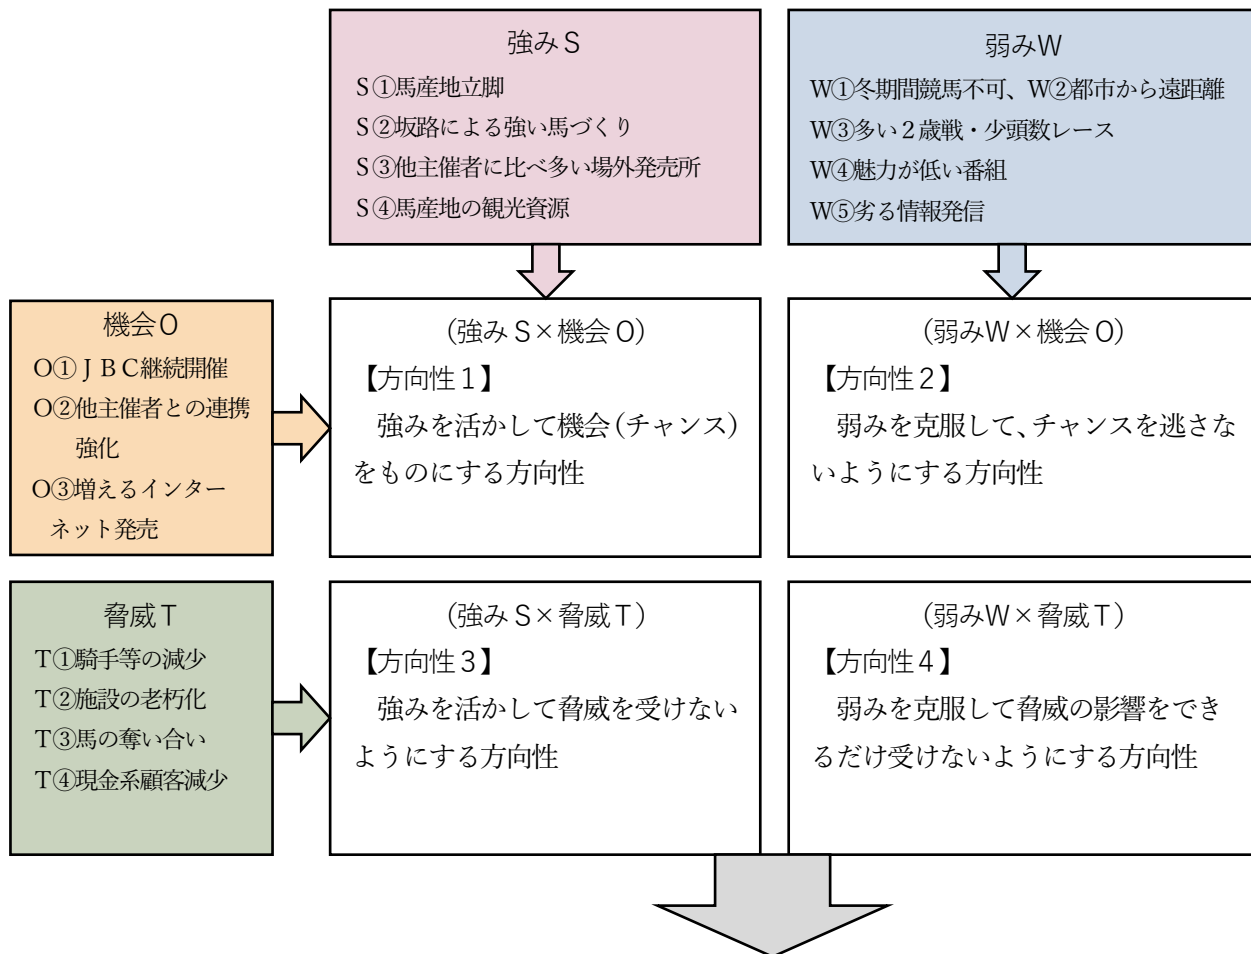 強みS
S①馬産地立脚
S②坂路による強い馬づくり
S③他主催者に比べ多い場外発売所
S④馬産地の観光資源
弱みW
W①冬期間競馬不可、W②都市から遠距離
W③多い２歳戦・少頭数レース
W④魅力が低い番組
W⑤劣る情報発信
機会O
O①ＪＢＣ継続開催
O②他主催者との連携
強化
O③増えるインター
ネット発売
(強みS×機会O)
【方向性１】
強みを活かして機会(チャンス)
をものにする方向性
(弱みW×機会O)
【方向性２】
弱みを克服して、チャンスを逃さな
いようにする方向性
脅威T
T①騎手等の減少
T②施設の老朽化
T③馬の奪い合い
T④現金系顧客減少
(強みS×脅威T)
【方向性３】
強みを活かして脅威を受けない
ようにする方向性
(弱みW×脅威T)
【方向性４】
弱みを克服して脅威の影響をでき
るだけ受けないようにする方向性